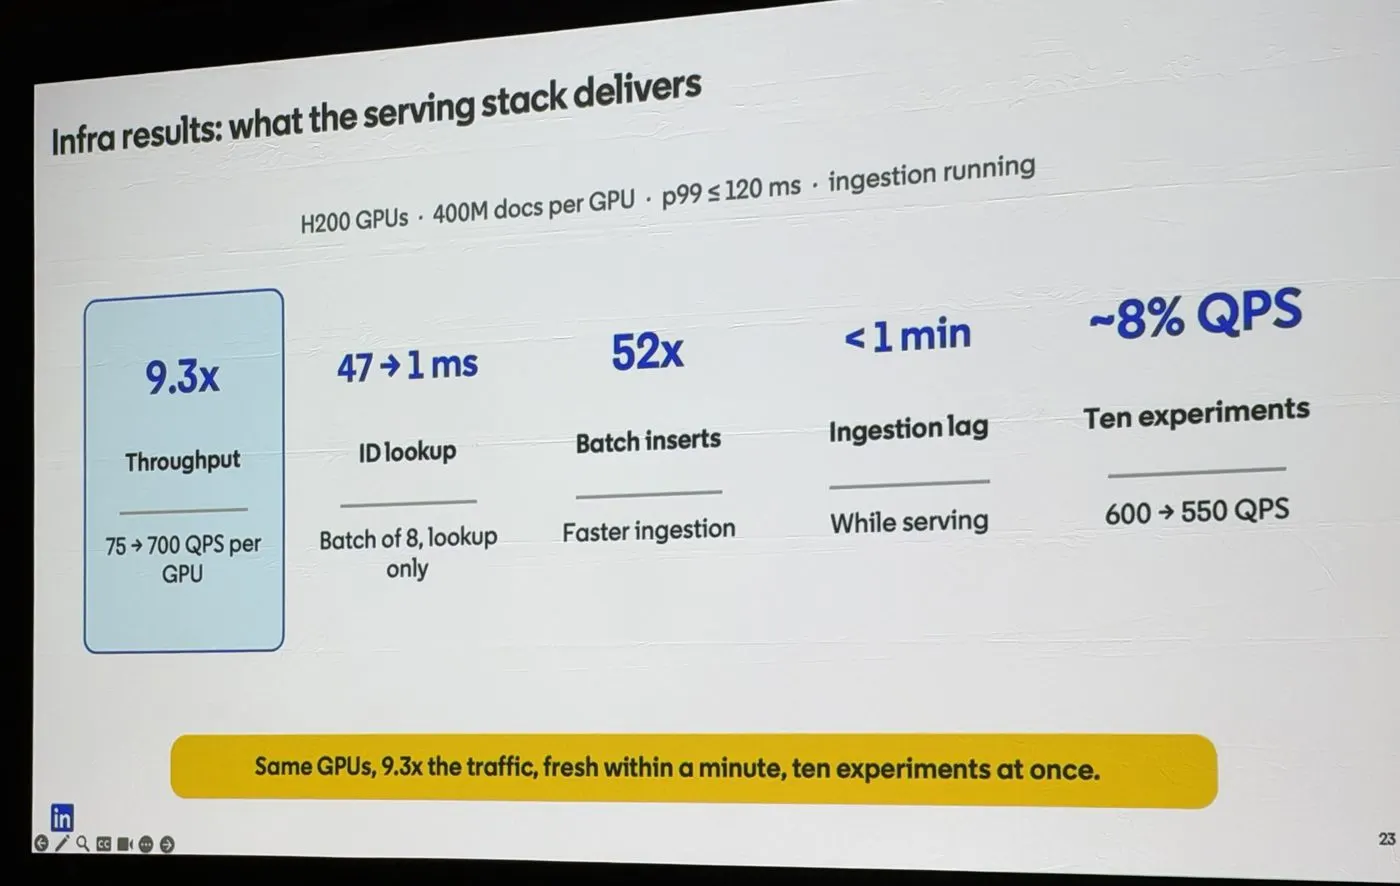 Infra results: what the serving stack delivers
H200 GPUs · 400M docs per GPU · p99 ≤ 120 ms · ingestion running
9.3x
Throughput
75 → 700 QPS per
GPU
47 → 1 ms
ID lookup
Batch of 8, lookup
only
52x
Batch inserts
Faster ingestion
< 1 min
Ingestion lag
While serving
~8% QPS
Ten experiments
600 → 550 QPS
Same GPUs, 9.3x the traffic, fresh within a minute, ten experiments at once.
in
CC
23